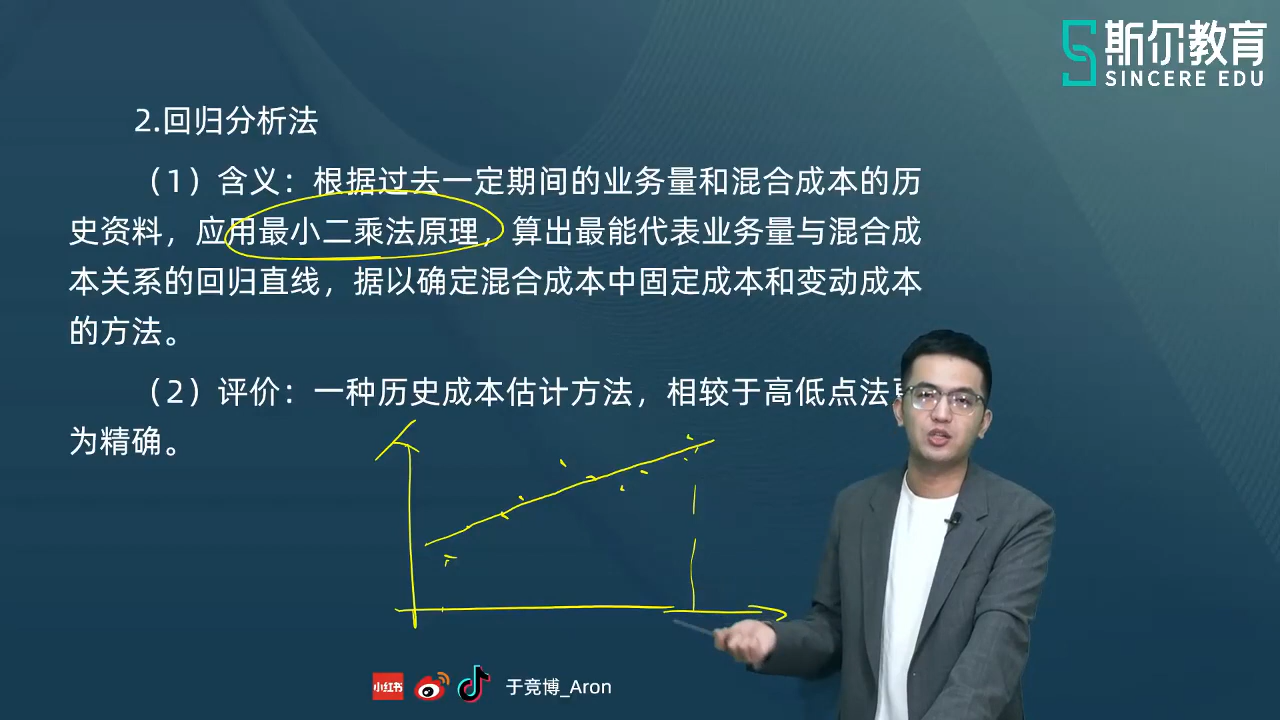 斯尔教育
SINCERE EDU
2.回归分析法
（1）含义：根据过去一定期间的业务量和混合成本的历
史资料，应用最小二乘法原理，算出最能代表业务量与混合成
本关系的回归直线，据以确定混合成本中固定成本和变动成本
的方法。
（2）评价：一种历史成本估计方法，相较于高低点法
为精确。
小红书
于竞博_Aron